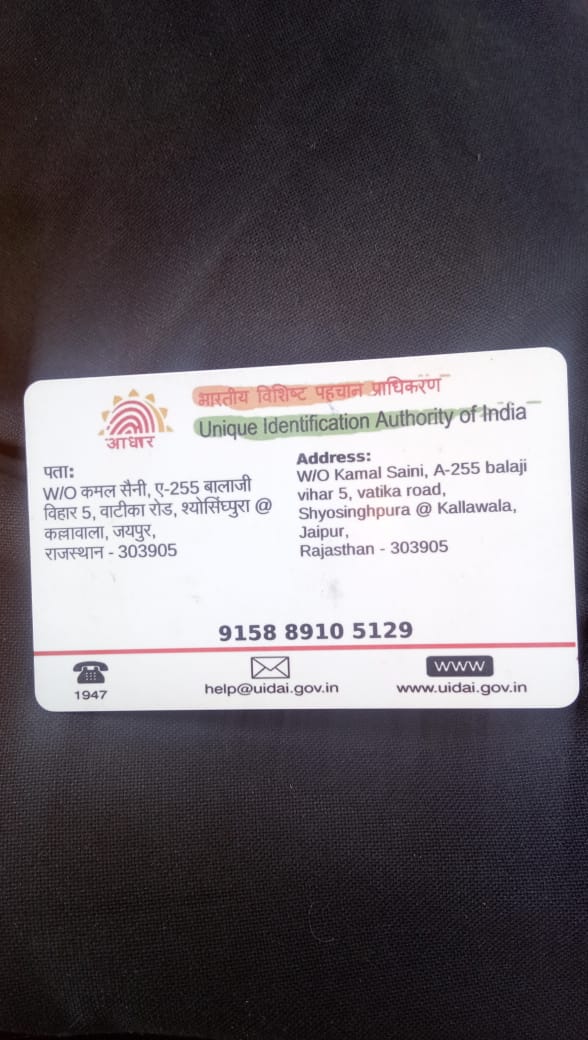 भारतीय विशिष्ट पहचान प्राधिकरण
Unique Identification Authority of India
आधार
पता:
W/O कमल सैनी, ए-255 बालाजी
विहार 5, वाटीका रोड, श्योसिंघपुरा @
कल्लावाला, जयपुर,
राजस्थान - 303905
Address:
W/O Kamal Saini, A-255 balaji
vihar 5, vatika road,
Shyosinghpura @ Kallawala,
Jaipur,
Rajasthan - 303905
9158 8910 5129
1947
help@uidai.gov.in
www
www.uidai.gov.in